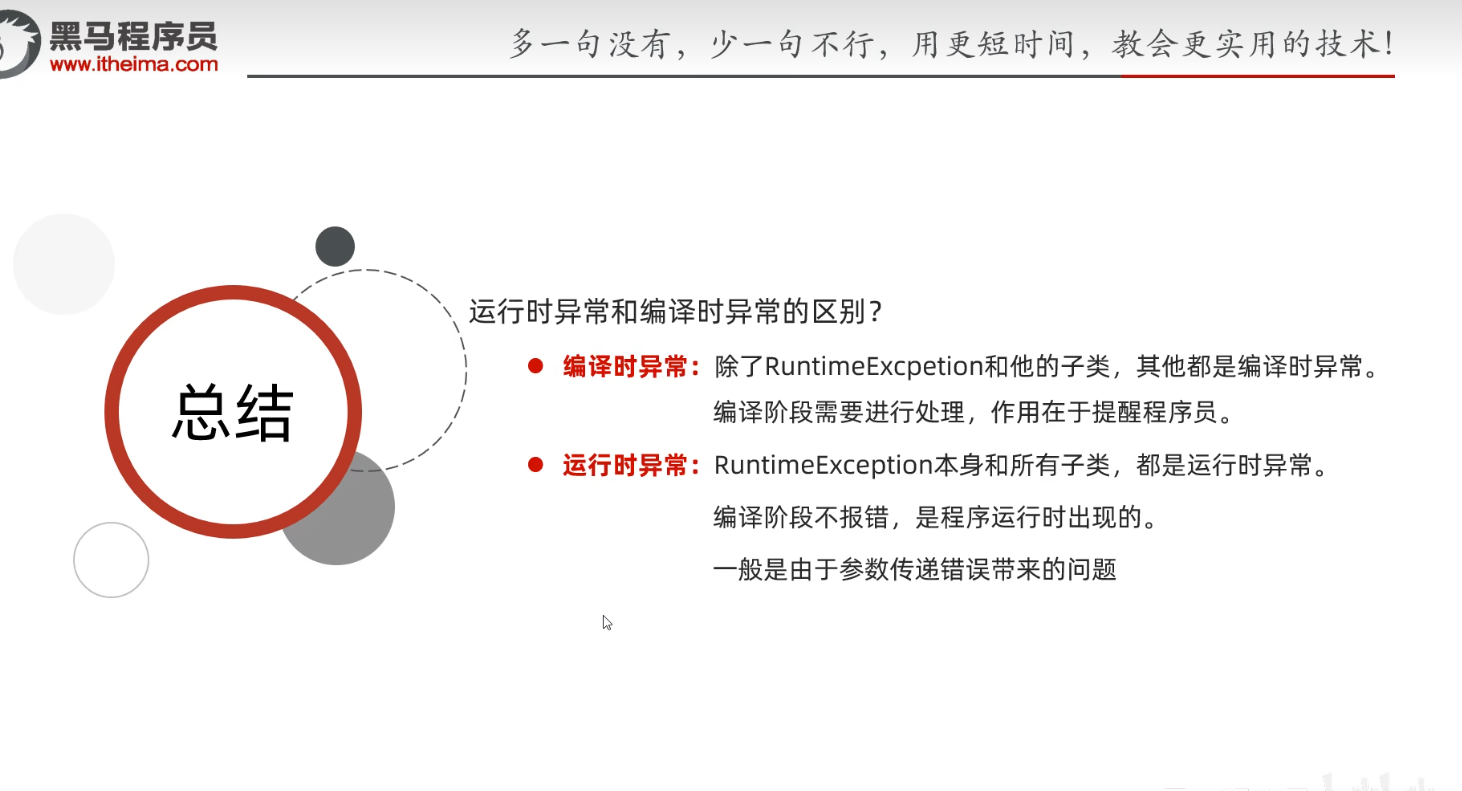 黑马程序员
www.itheima.com
多一句没有，少一句不行，用更短时间，教会更实用的技术！
运行时异常和编译时异常的区别？
总结
编译时异常：除了RuntimeExcpetion和他的子类，其他都是编译时异常。
编译阶段需要进行处理，作用在于提醒程序员。
运行时异常：RuntimeException本身和所有子类，都是运行时异常。
编译阶段不报错，是程序运行时出现的。
一般是由于参数传递错误带来的问题